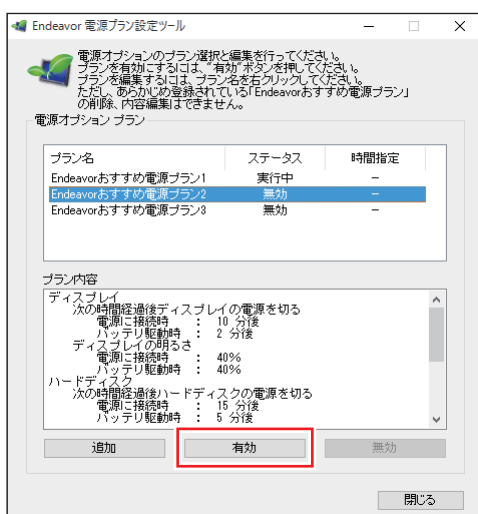 Endeavor 電源プラン設定ツール
電源オプションのプラン選択と編集を行ってください。
プランを有効にするには、"有効"ボタンを押してください。
プランを編集するには、プラン名を右クリックしてください。
ただし、あらかじめ登録されている「Endeavorおすすめ電源プラン」
の削除、内容編集はできません。
電源オプション プラン
プラン名 ステータス 時間指定
Endeavorおすすめ電源プラン1 実行中 −
Endeavorおすすめ電源プラン2 無効 −
Endeavorおすすめ電源プラン3 無効 −
プラン内容
ディスプレイ
次の時間経過後ディスプレイの電源を切る
電源に接続時 : 10 分後
バッテリ駆動時 : 2 分後
ディスプレイの明るさ
電源に接続時 : 40%
バッテリ駆動時 : 40%
ハードディスク
次の時間経過後ハードディスクの電源を切る
電源に接続時 : 15 分後
バッテリ駆動時 : 5 分後
追加 有効 無効
閉じる